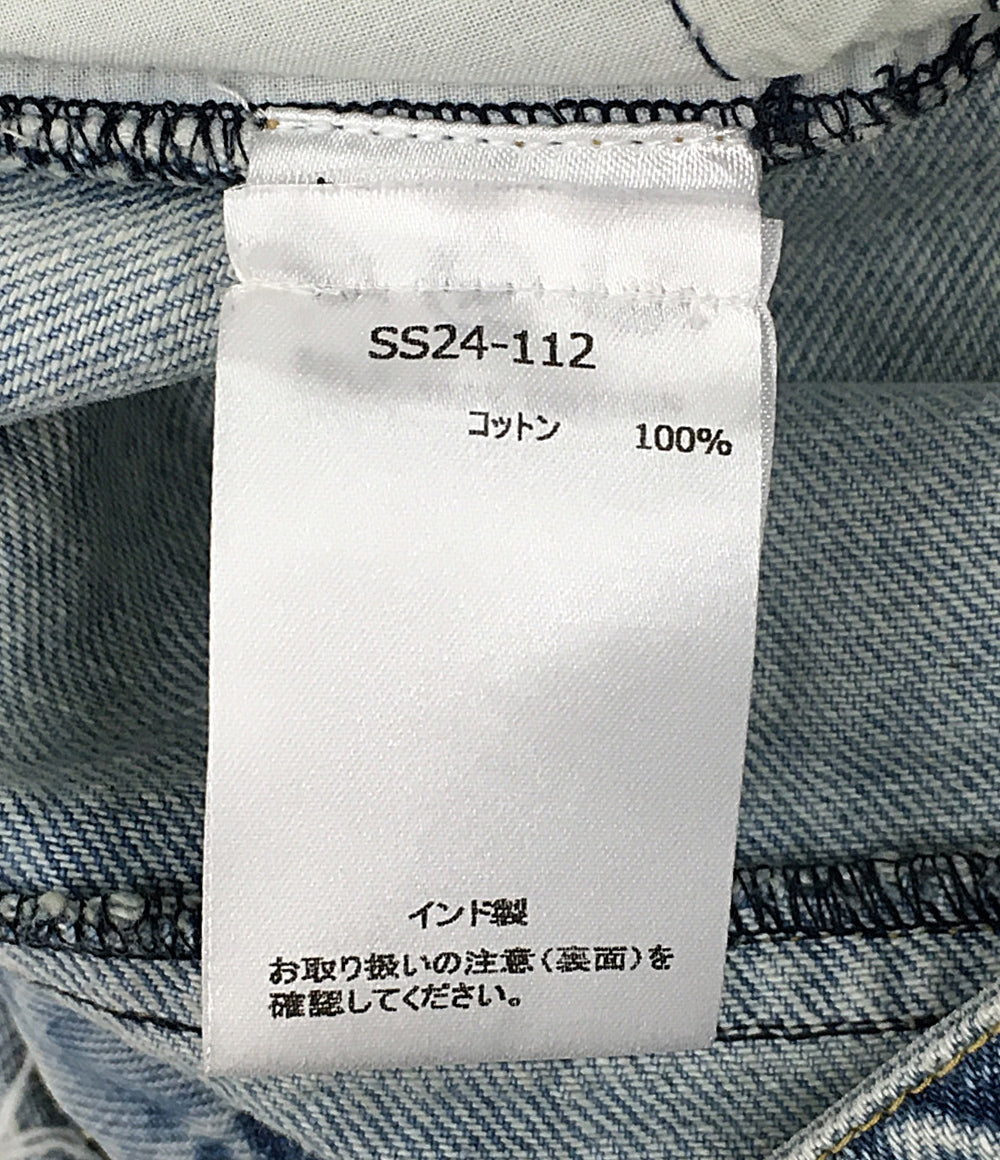 SS24-112
コットン 100%
インド製
お取り扱いの注意(裏面)を
確認してください。